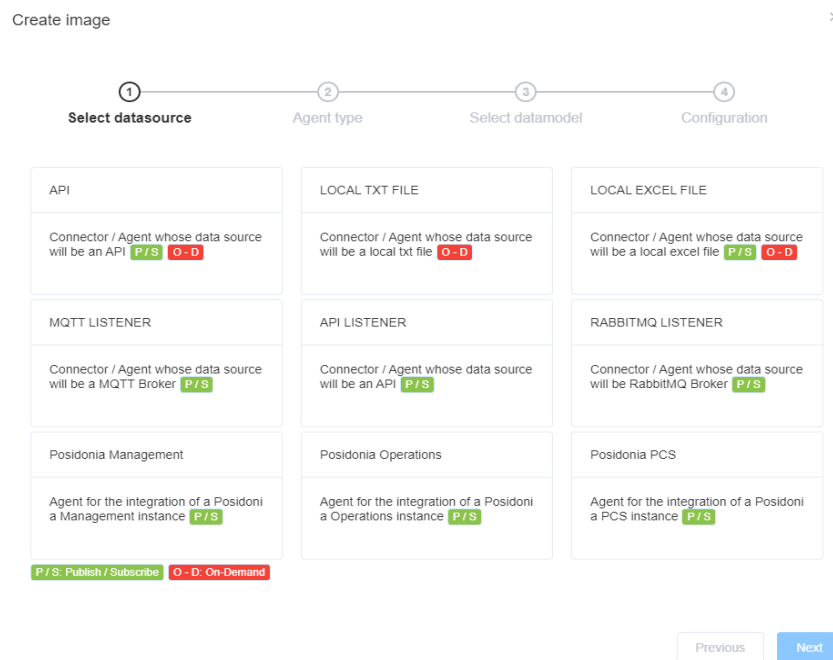 Create image
1
2
3
4
Select datasource
Agent type
Select datamodel
Configuration
API
Connector / Agent whose data source
will be an API P / S O - D
LOCAL TXT FILE
Connector / Agent whose data source
will be a local txt file O - D
LOCAL EXCEL FILE
Connector / Agent whose data source
will be a local excel file P / S O - D
MQTT LISTENER
Connector / Agent whose data source
will be a MQTT Broker P / S
API LISTENER
Connector / Agent whose data source
will be an API P / S
RABBITMQ LISTENER
Connector / Agent whose data source
will be RabbitMQ Broker P / S
Posidonia Management
Agent for the integration of a Posidoni
a Management instance P / S
Posidonia Operations
Agent for the integration of a Posidoni
a Operations instance P / S
Posidonia PCS
Agent for the integration of a Posidoni
a PCS instance P / S
P / S: Publish / Subscribe O - D: On-Demand
Previous
Next